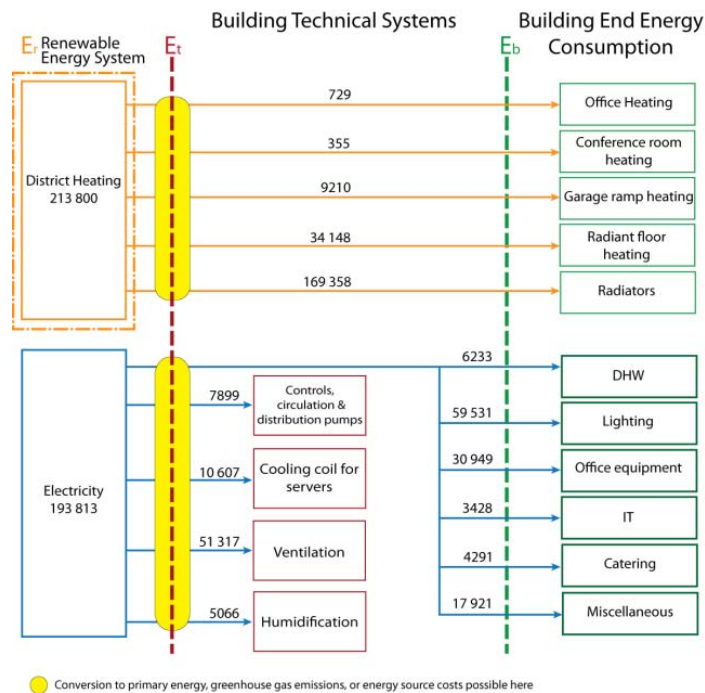 Building Technical Systems
Building End Energy
Consumption
Er Renewable
Energy System
Et
Eb
District Heating
213 800
729
Office Heating
355
Conference room
heating
9210
Garage ramp heating
34 148
Radiant floor
heating
169 358
Radiators
Electricity
193 813
6233
DHW
7899
Controls,
circulation &
distribution pumps
59 531
Lighting
10 607
Cooling coil for
servers
30 949
Office equipment
3428
IT
51 317
Ventilation
4291
Catering
5066
Humidification
17 921
Miscellaneous
Conversion to primary energy, greenhouse gas emissions, or energy source costs possible here